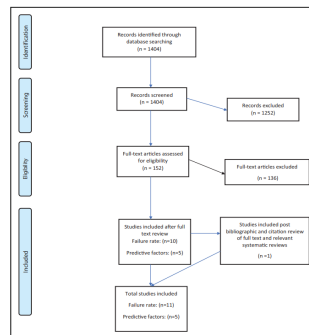 Identification
Records identified through
database searching
(n = 1404)
Screening
Records screened
(n = 1404)
Records excluded
(n = 1252)
Eligibility
Full-text articles assessed
for eligibility
(n = 152)
Full-text articles excluded
(n = 136)
Included
Studies included after full
text review
Failure rate: (n=10)
Predictive factors: (n=5)
Studies included post
bibliographic and citation review
of full text and relevant
systematic reviews
(n =1)
Total studies included
Failure rate: (n=11)
Predictive factors: (n=5)